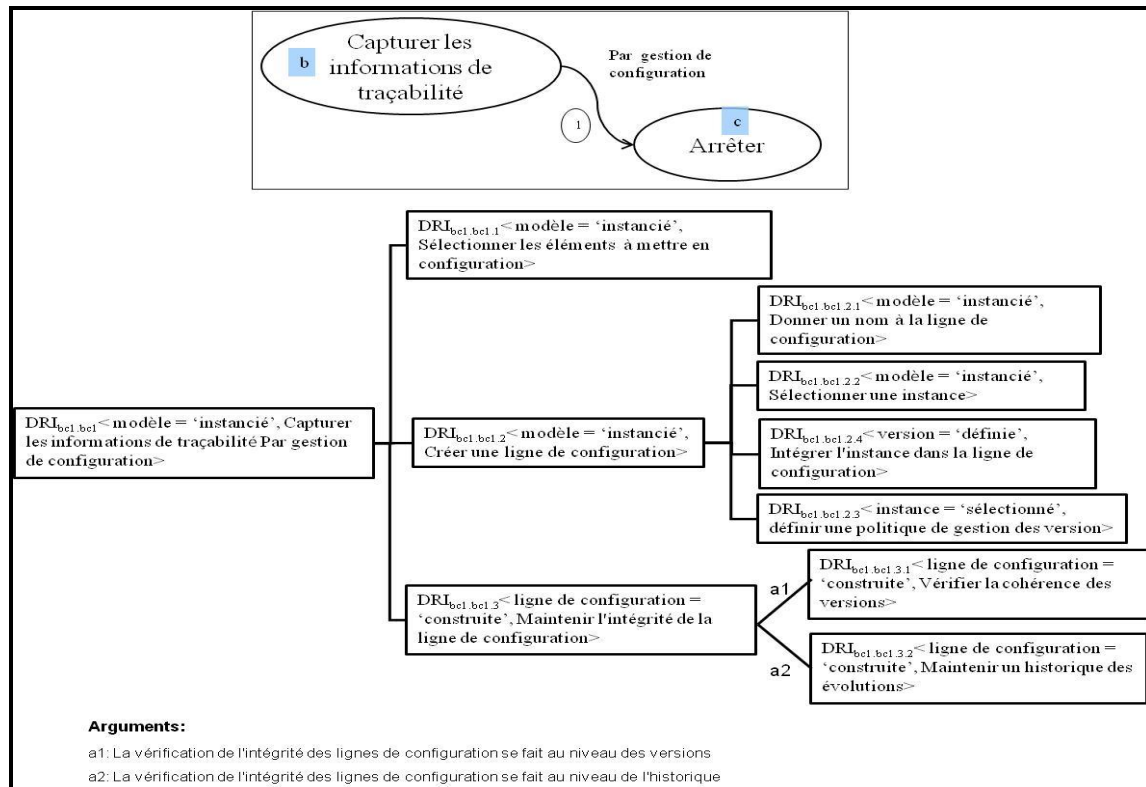 b
Capturer les
informations de
traçabilité
Par gestion de
configuration
1
c
Arrêter
DRIbc1.bc1.1< modèle = ‘instancié’,
Sélectionner les éléments à mettre en
configuration>
DRIbc1.bc1.2.1< modèle = ‘instancié’,
Donner un nom à la ligne de
configuration>
DRIbc1.bc1.2.2< modèle = ‘instancié’,
Sélectionner une instance>
DRIbc1.bc1< modèle = ‘instancié’, Capturer
les informations de traçabilité Par gestion
de configuration>
DRIbc1.bc1.2< modèle = ‘instancié’,
Créer une ligne de configuration>
DRIbc1.bc1.2.4< version = ‘définie’,
Intégrer l'instance dans la ligne de
configuration>
DRIbc1.bc1.2.3< instance = ‘sélectionné’,
définir une politique de gestion des version>
DRIbc1.bc1.3< ligne de configuration =
‘construite’, Maintenir l'intégrité de la
ligne de configuration>
a1
DRIbc1.bc1.3.1< ligne de configuration =
‘construite’, Vérifier la cohérence des
versions>
a2
DRIbc1.bc1.3.2< ligne de configuration =
‘construite’, Maintenir un historique des
évolutions>
Arguments:
a1: La vérification de l'intégrité des lignes de configuration se fait au niveau des versions
a2: La vérification de l'intégrité des lignes de configuration se fait au niveau de l'historique